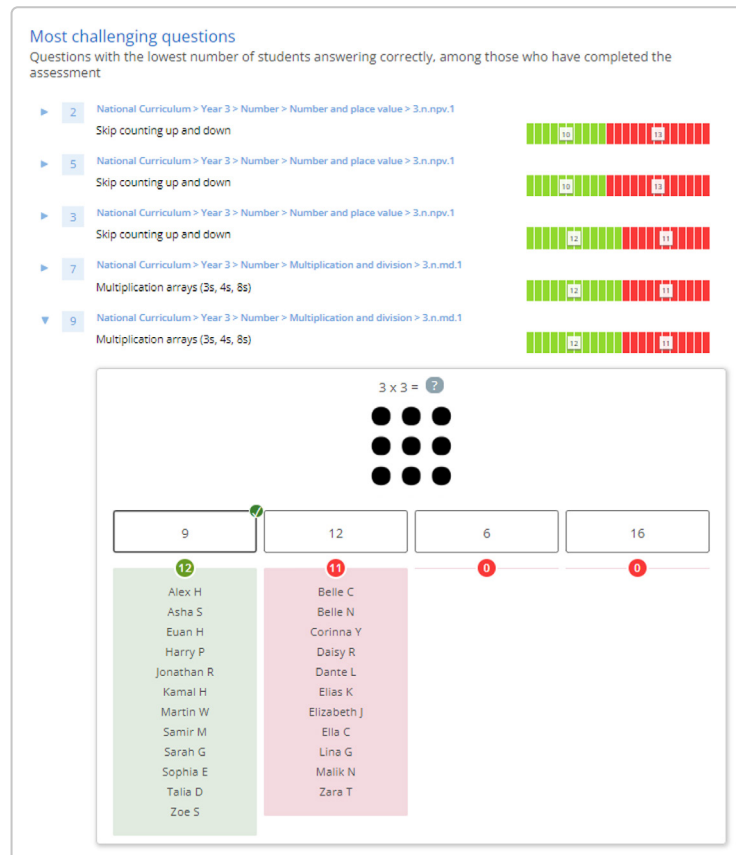 Most challenging questions
Questions with the lowest number of students answering correctly, among those who have completed the
assessment
2 National Curriculum > Year 3 > Number > Number and place value > 3.n.npv.1
Skip counting up and down
10 13
5 National Curriculum > Year 3 > Number > Number and place value > 3.n.npv.1
Skip counting up and down
10 13
3 National Curriculum > Year 3 > Number > Number and place value > 3.n.npv.1
Skip counting up and down
12 11
7 National Curriculum > Year 3 > Number > Multiplication and division > 3.n.md.1
Multiplication arrays (3s, 4s, 8s)
12 11
9 National Curriculum > Year 3 > Number > Multiplication and division > 3.n.md.1
Multiplication arrays (3s, 4s, 8s)
12 11
3 x 3 = ?
9 12 6 16
12 11 0 0
Alex H Belle C
Asha S Belle N
Euan H Corinna Y
Harry P Daisy R
Jonathan R Dante L
Kamal H Elias K
Martin W Elizabeth J
Samir M Ella C
Sarah G Lina G
Sophia E Malik N
Talia D Zara T
Zoe S